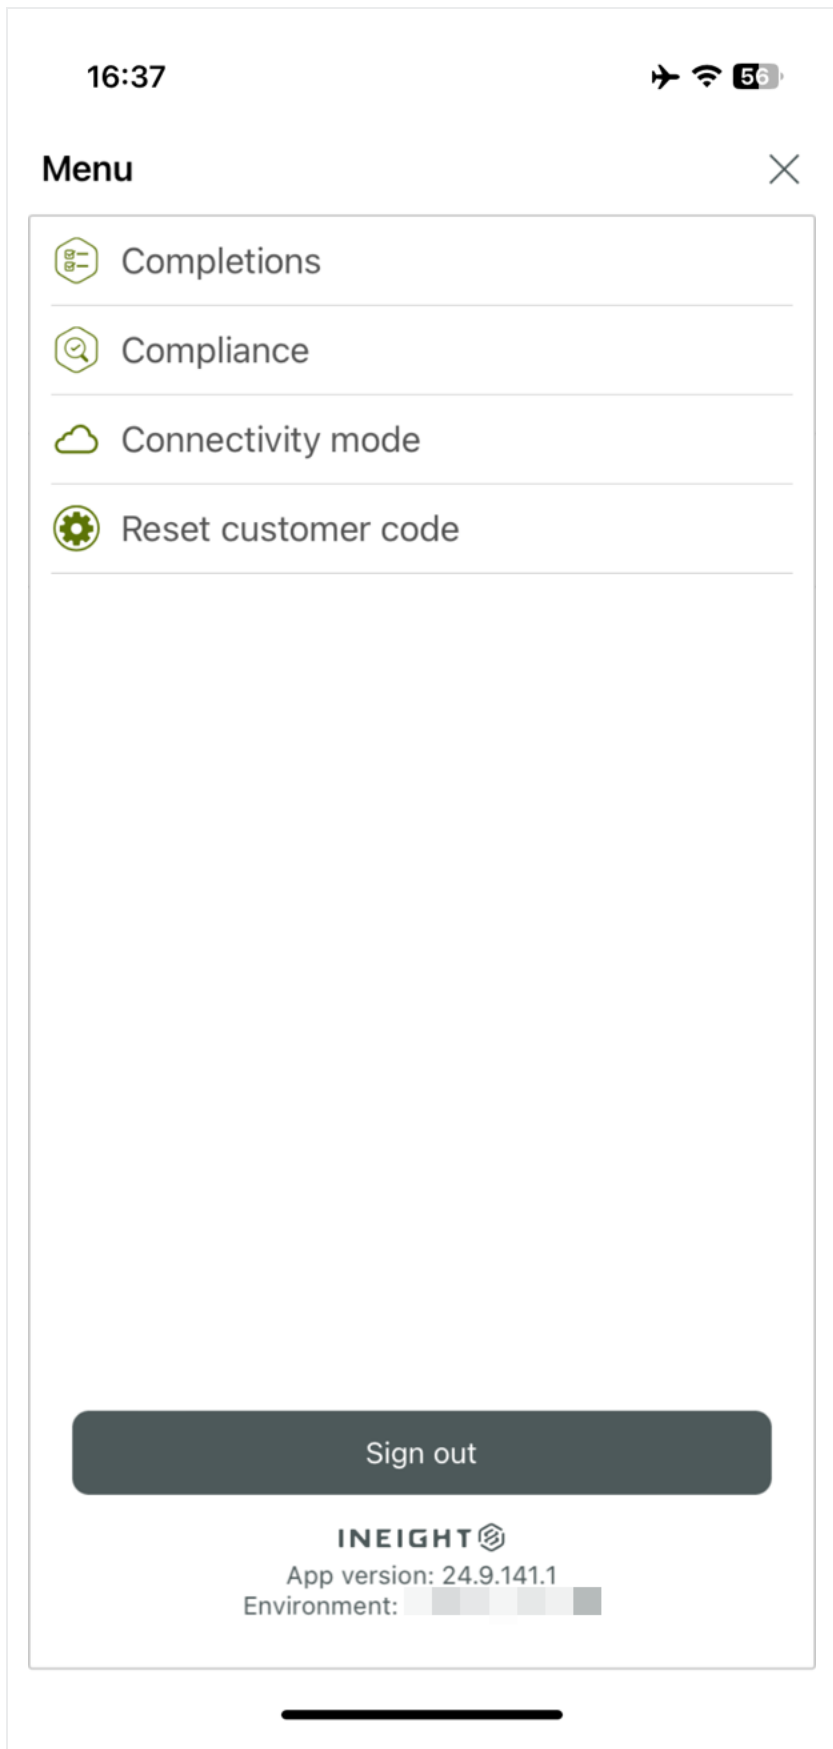 16:37
56
Menu
Completions
Compliance
Connectivity mode
Reset customer code
Sign out
INEIGHT
App version: 24.9.141.1
Environment: